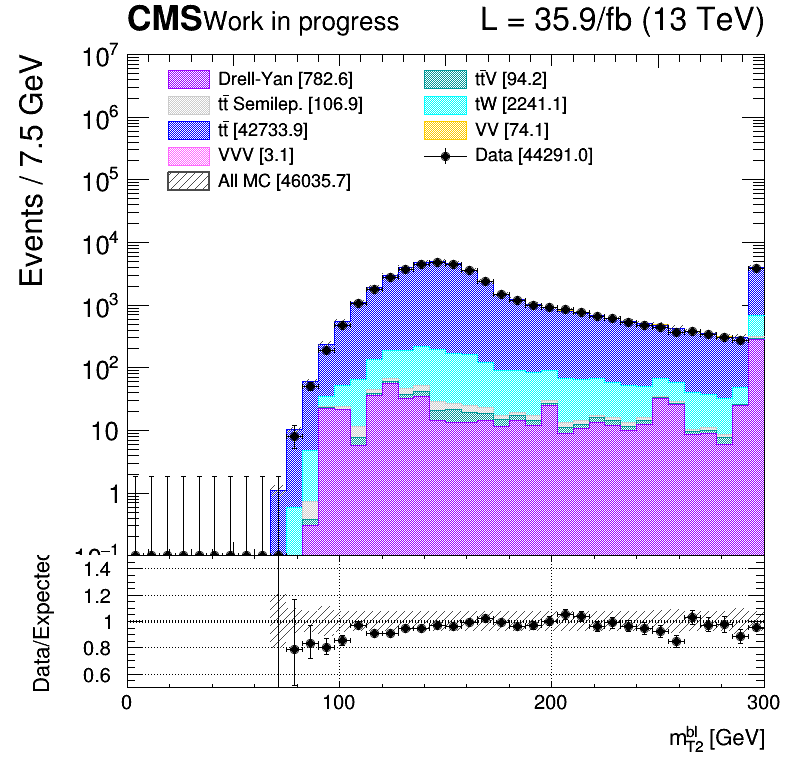 CMS Work in progress L = 35.9/fb (13 TeV)
Events / 7.5 GeV
10⁷
10⁶
10⁵
10⁴
10³
10²
10
1
10⁻¹
Drell-Yan [782.6]
tt̄ Semilep. [106.9]
tt̄ [42733.9]
VVV [3.1]
All MC [46035.7]
tt̄V [94.2]
tW [2241.1]
VV [74.1]
Data [44291.0]
Data/Expected
1.4
1.2
1
0.8
0.6
0 100 200 300
m_T2^bl [GeV]